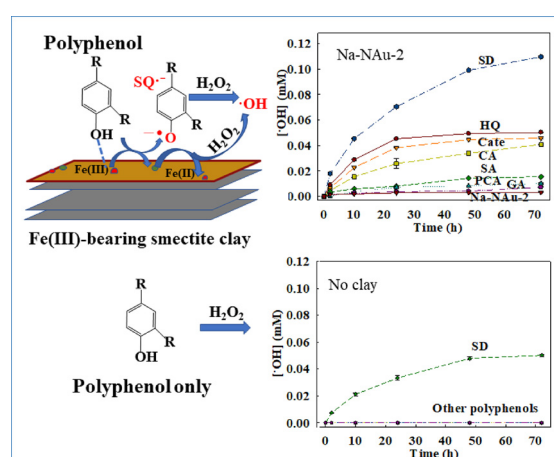 Polyphenol
R
R
OH
SQ•⁻
R
R
O
H₂O₂
•OH
H₂O₂
Fe(III)
Fe(II)
Fe(III)-bearing smectite clay
R
R
OH
H₂O₂
Polyphenol only
Na-NAu-2
[•OH] (mM)
0.12
0.10
0.08
0.06
0.04
0.02
0.00
SD
HQ
Cate
CA
SA
PCA
GA
Na-NAu-2
0 10 20 30 40 50 60 70
Time (h)
No clay
[•OH] (mM)
0.12
0.10
0.08
0.06
0.04
0.02
0.00
SD
Other polyphenols
0 10 20 30 40 50 60 70
Time (h)